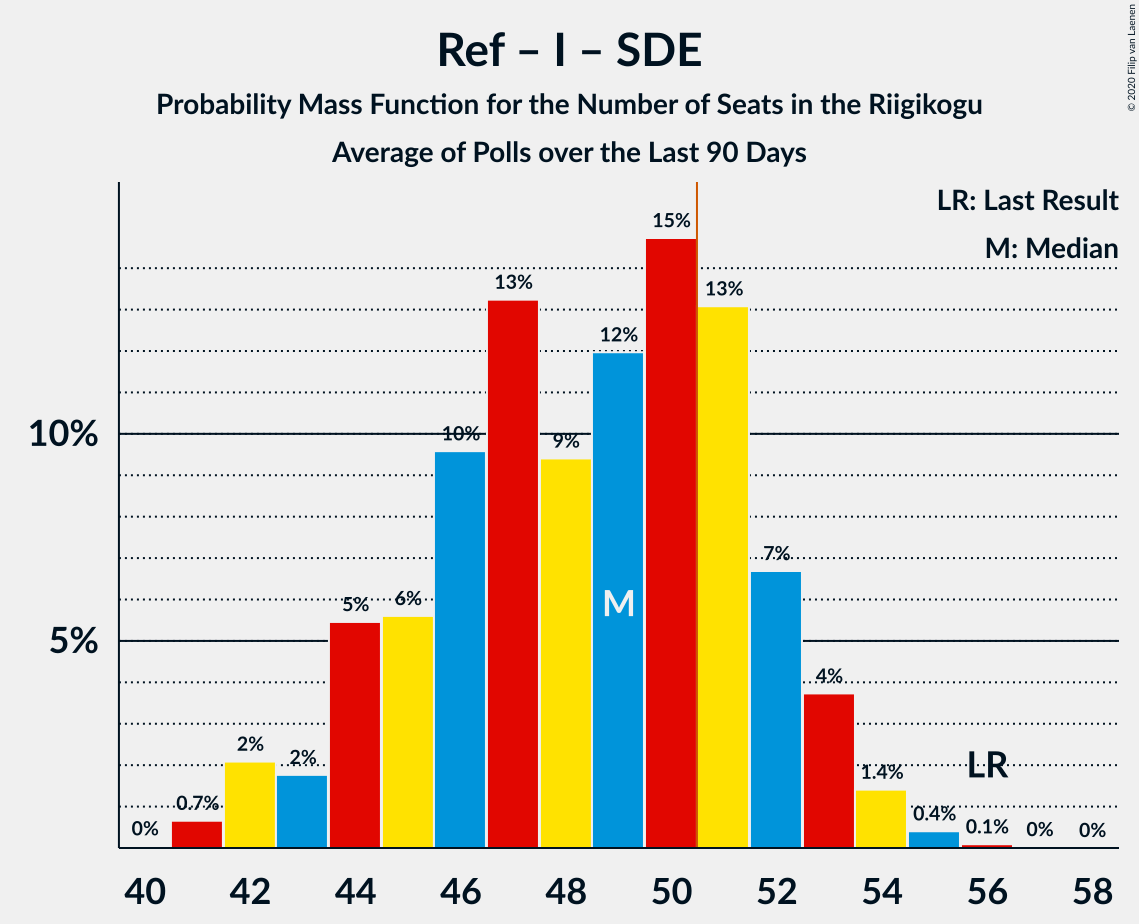 Ref – I – SDE
Probability Mass Function for the Number of Seats in the Riigikogu
Average of Polls over the Last 90 Days
© 2020 Filip van Laenen
LR: Last Result
M: Median
15%
13%
13%
12%
10%
10%
9%
7%
M
5%
6%
5%
4%
LR
2%
2%
1.4%
0.7%
0.4%
0%
0.1%
0%
0%
40 42 44 46 48 50 52 54 56 58